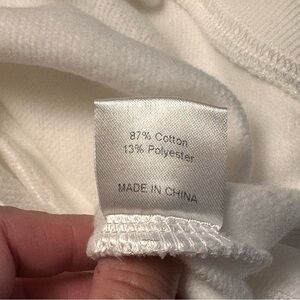 87% Cotton
13% Polyester
MADE IN CHINA